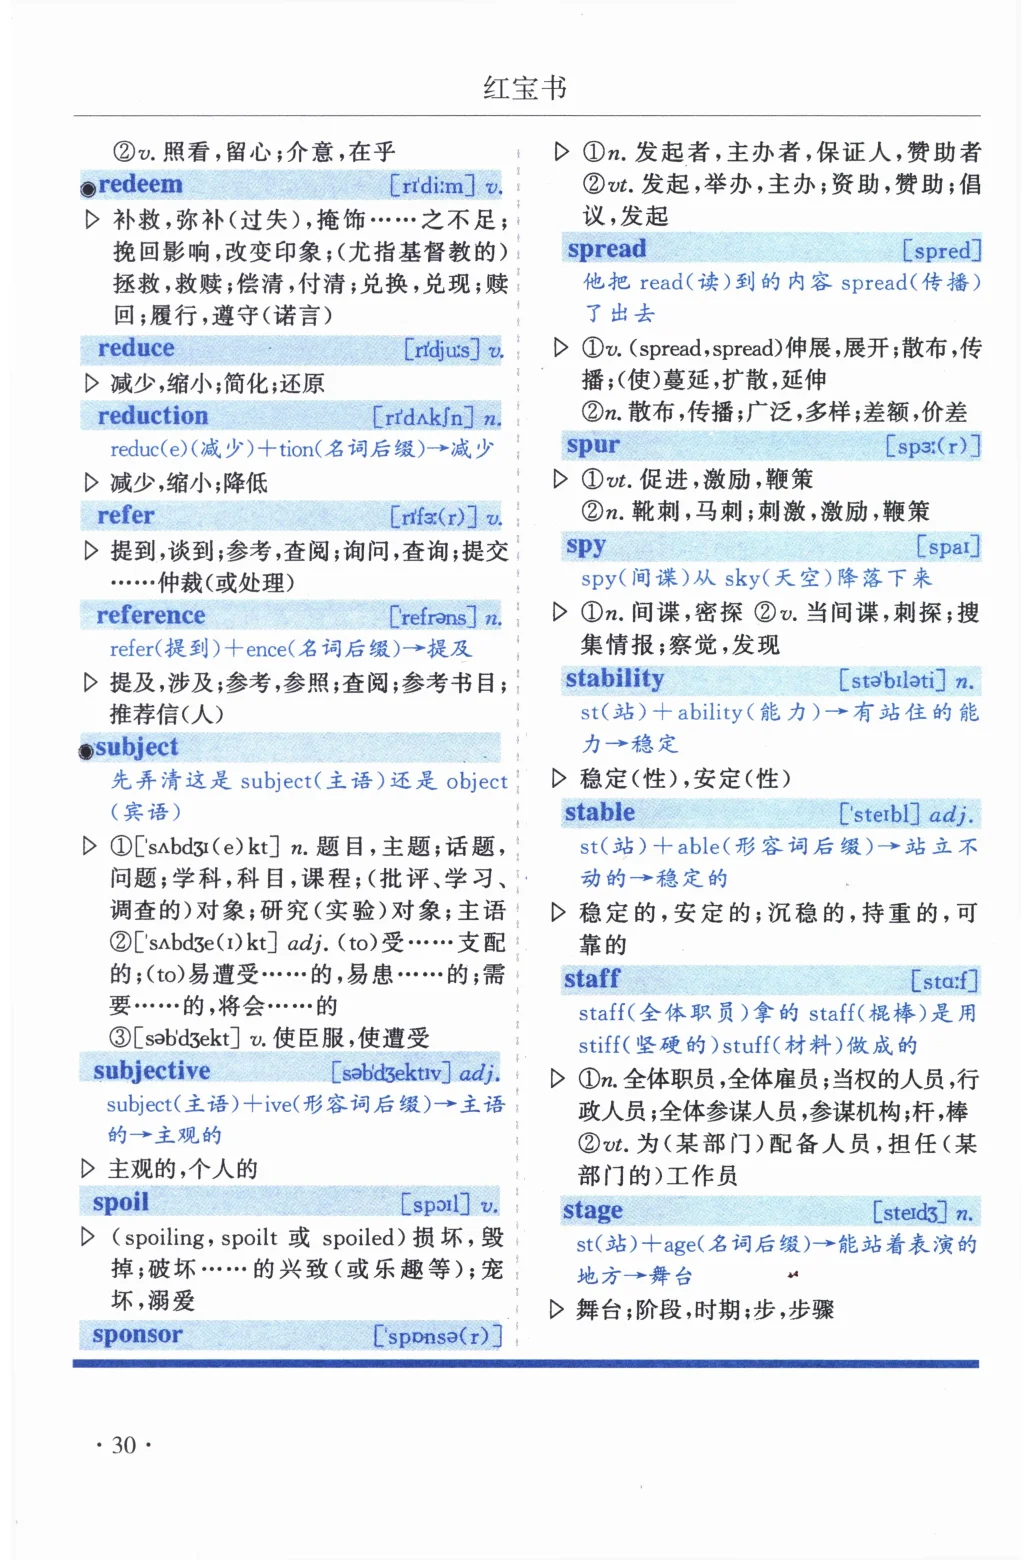 红宝书
②v. 照看,留心;介意,在乎
redeem [rɪ'diːm] v.
▷ 补救,弥补(过失),掩饰……之不足;
挽回影响,改变印象;(尤指基督教的)
拯救,救赎;偿清,付清;兑换,兑现;赎
回;履行,遵守(诺言)
reduce [rɪ'djuːs] v.
▷ 减少,缩小;简化;还原
reduction [rɪ'dʌkʃn] n.
reduc(e)(减少)+tion(名词后缀)→减少
▷ 减少,缩小;降低
refer [rɪ'fɜː(r)] v.
▷ 提到,谈到;参考,查阅;询问,查询;提交
……仲裁(或处理)
reference ['refrəns] n.
refer(提到)+ence(名词后缀)→提及
▷ 提及,涉及;参考,参照;查阅;参考书目;
推荐信(人)
subject
先弄清这是 subject(主语)还是 object
(宾语)
▷ ①['sʌbdʒɪ(e)kt] n. 题目,主题;话题,
问题;学科,科目,课程;(批评、学习、
调查的)对象;研究(实验)对象;主语
②['sʌbdʒe(ɪ)kt] adj. (to)受……支配
的;(to)易遭受……的,易患……的;需
要……的,将会……的
③[səb'dʒekt] v. 使臣服,使遭受
subjective [səb'dʒektɪv] adj.
subject(主语)+ive(形容词后缀)→主语
的→主观的
▷ 主观的,个人的
spoil [spɔɪl] v.
▷ (spoiling, spoilt 或 spoiled)损坏,毁
掉;破坏……的兴致(或乐趣等);宠
坏,溺爱
sponsor ['spɒnsə(r)]
▷ ①n. 发起者,主办者,保证人,赞助者
②vt. 发起,举办,主办;资助,赞助;倡
议,发起
spread [spred]
他把 read(读)到的内容 spread(传播)
了出去
▷ ①v. (spread,spread)伸展,展开;散布,传
播;(使)蔓延,扩散,延伸
②n. 散布,传播;广泛,多样;差额,价差
spur [spɜː(r)]
▷ ①vt. 促进,激励,鞭策
②n. 靴刺,马刺;刺激,激励,鞭策
spy [spaɪ]
spy(间谍)从 sky(天空)降落下来
▷ ①n. 间谍,密探 ②v. 当间谍,刺探;搜
集情报;察觉,发现
stability [stə'bɪləti] n.
st(站)+ability(能力)→有站住的能
力→稳定
▷ 稳定(性),安定(性)
stable ['steɪbl] adj.
st(站)+able(形容词后缀)→站立不
动的→稳定的
▷ 稳定的,安定的;沉稳的,持重的,可
靠的
staff [stɑːf]
staff(全体职员)拿的 staff(棍棒)是用
stiff(坚硬的)stuff(材料)做成的
▷ ①n. 全体职员,全体雇员;当权的人员,行
政人员;全体参谋人员,参谋机构;杆,棒
②vt. 为(某部门)配备人员,担任(某
部门的)工作员
stage [steɪdʒ] n.
st(站)+age(名词后缀)→能站着表演的
地方→舞台
▷ 舞台;阶段,时期;步,步骤
· 30 ·